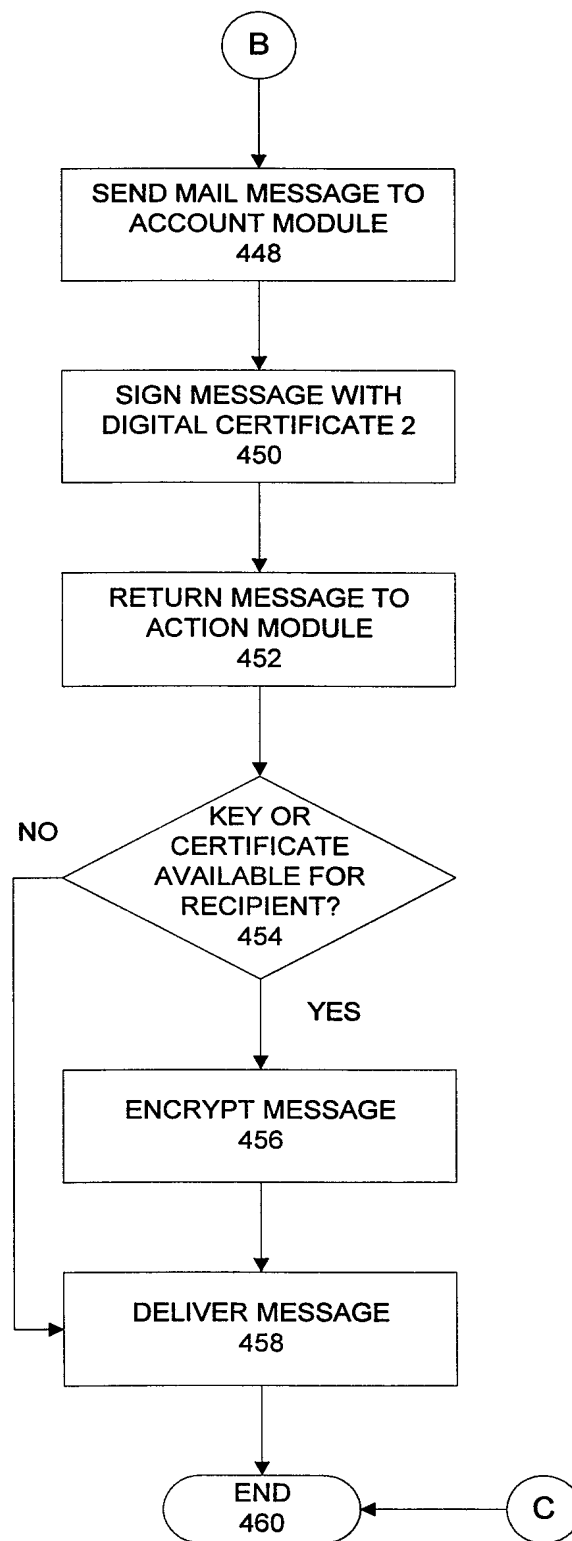 B
SEND MAIL MESSAGE TO
ACCOUNT MODULE
448
SIGN MESSAGE WITH
DIGITAL CERTIFICATE 2
450
RETURN MESSAGE TO
ACTION MODULE
452
KEY OR
CERTIFICATE
AVAILABLE FOR
RECIPIENT?
454
NO
YES
ENCRYPT MESSAGE
456
DELIVER MESSAGE
458
END
460
C